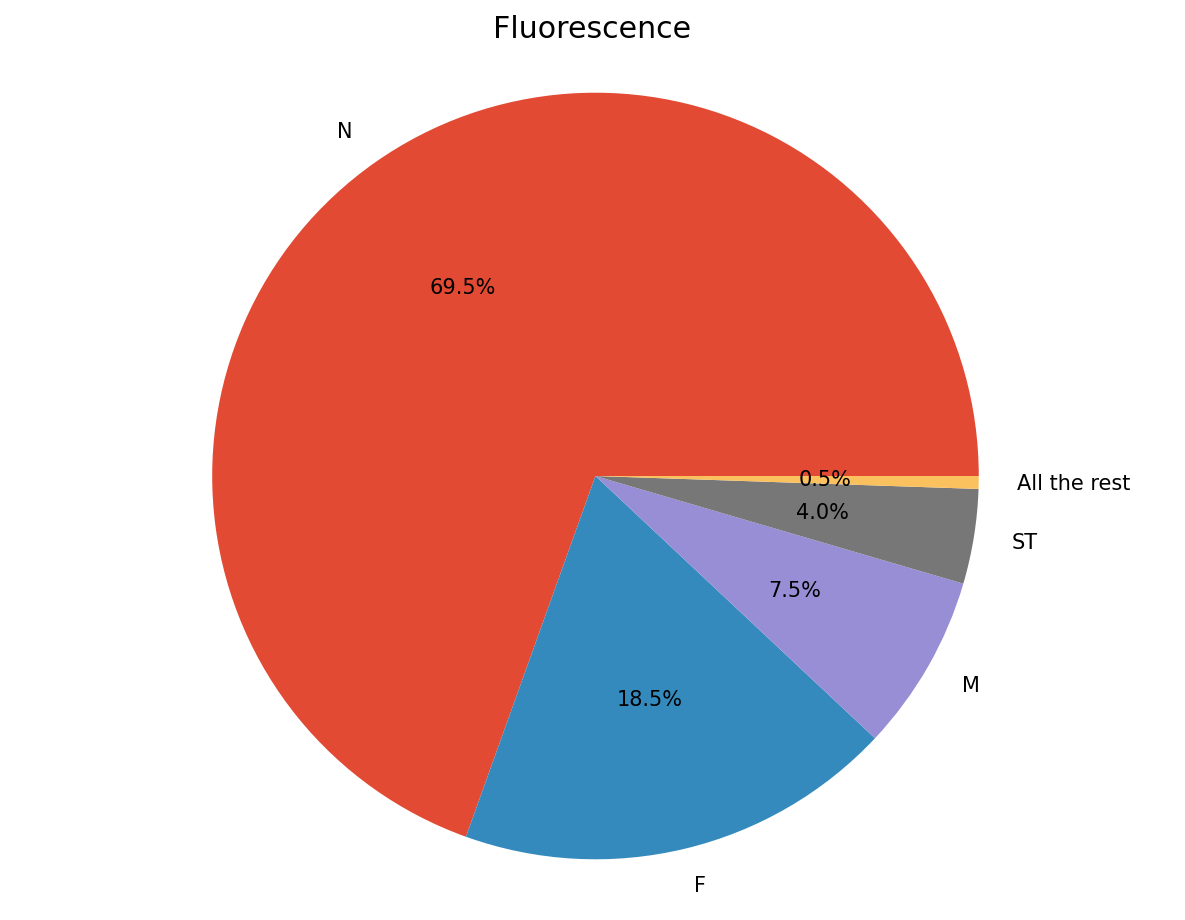 Fluorescence
N
69.5%
0.5%
All the rest
4.0%
ST
7.5%
M
18.5%
F